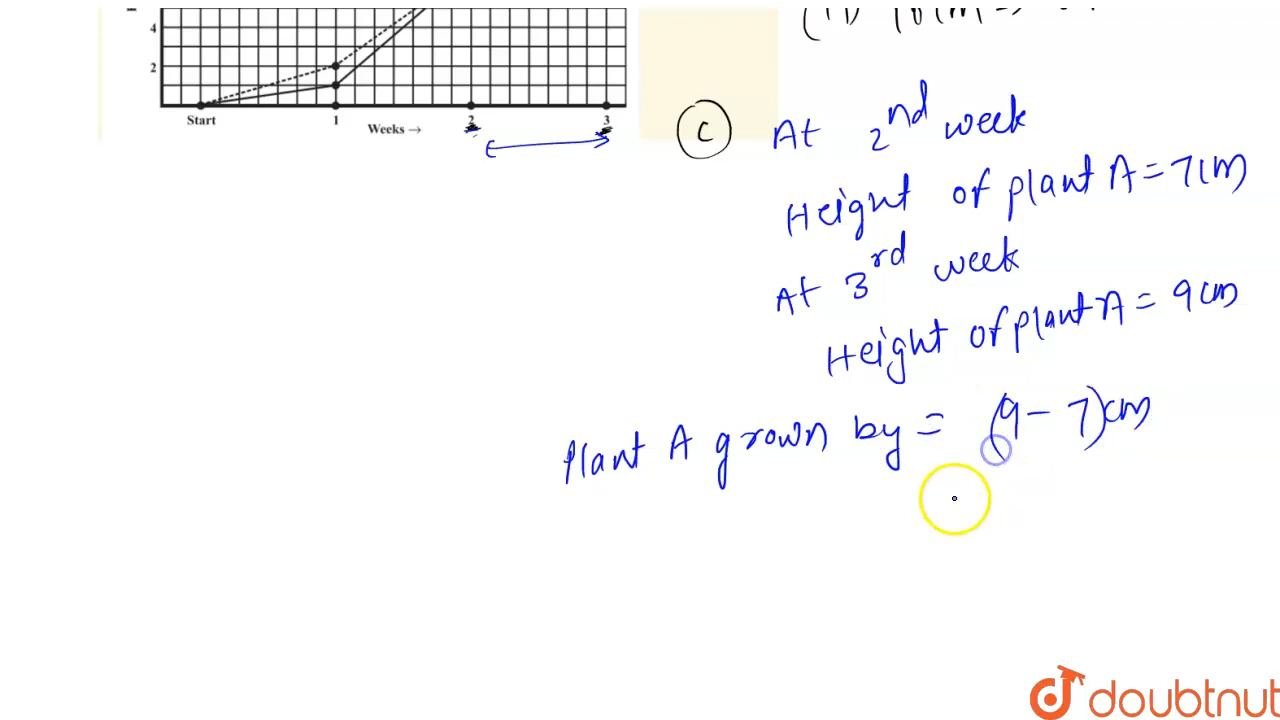 4
2
Start 1 2 3
Weeks →
C At 2nd week
Height of plant A = 7cm
At 3rd week
Height of plant A = 9cm
Plant A grown by = (9 - 7)cm
doubtnut